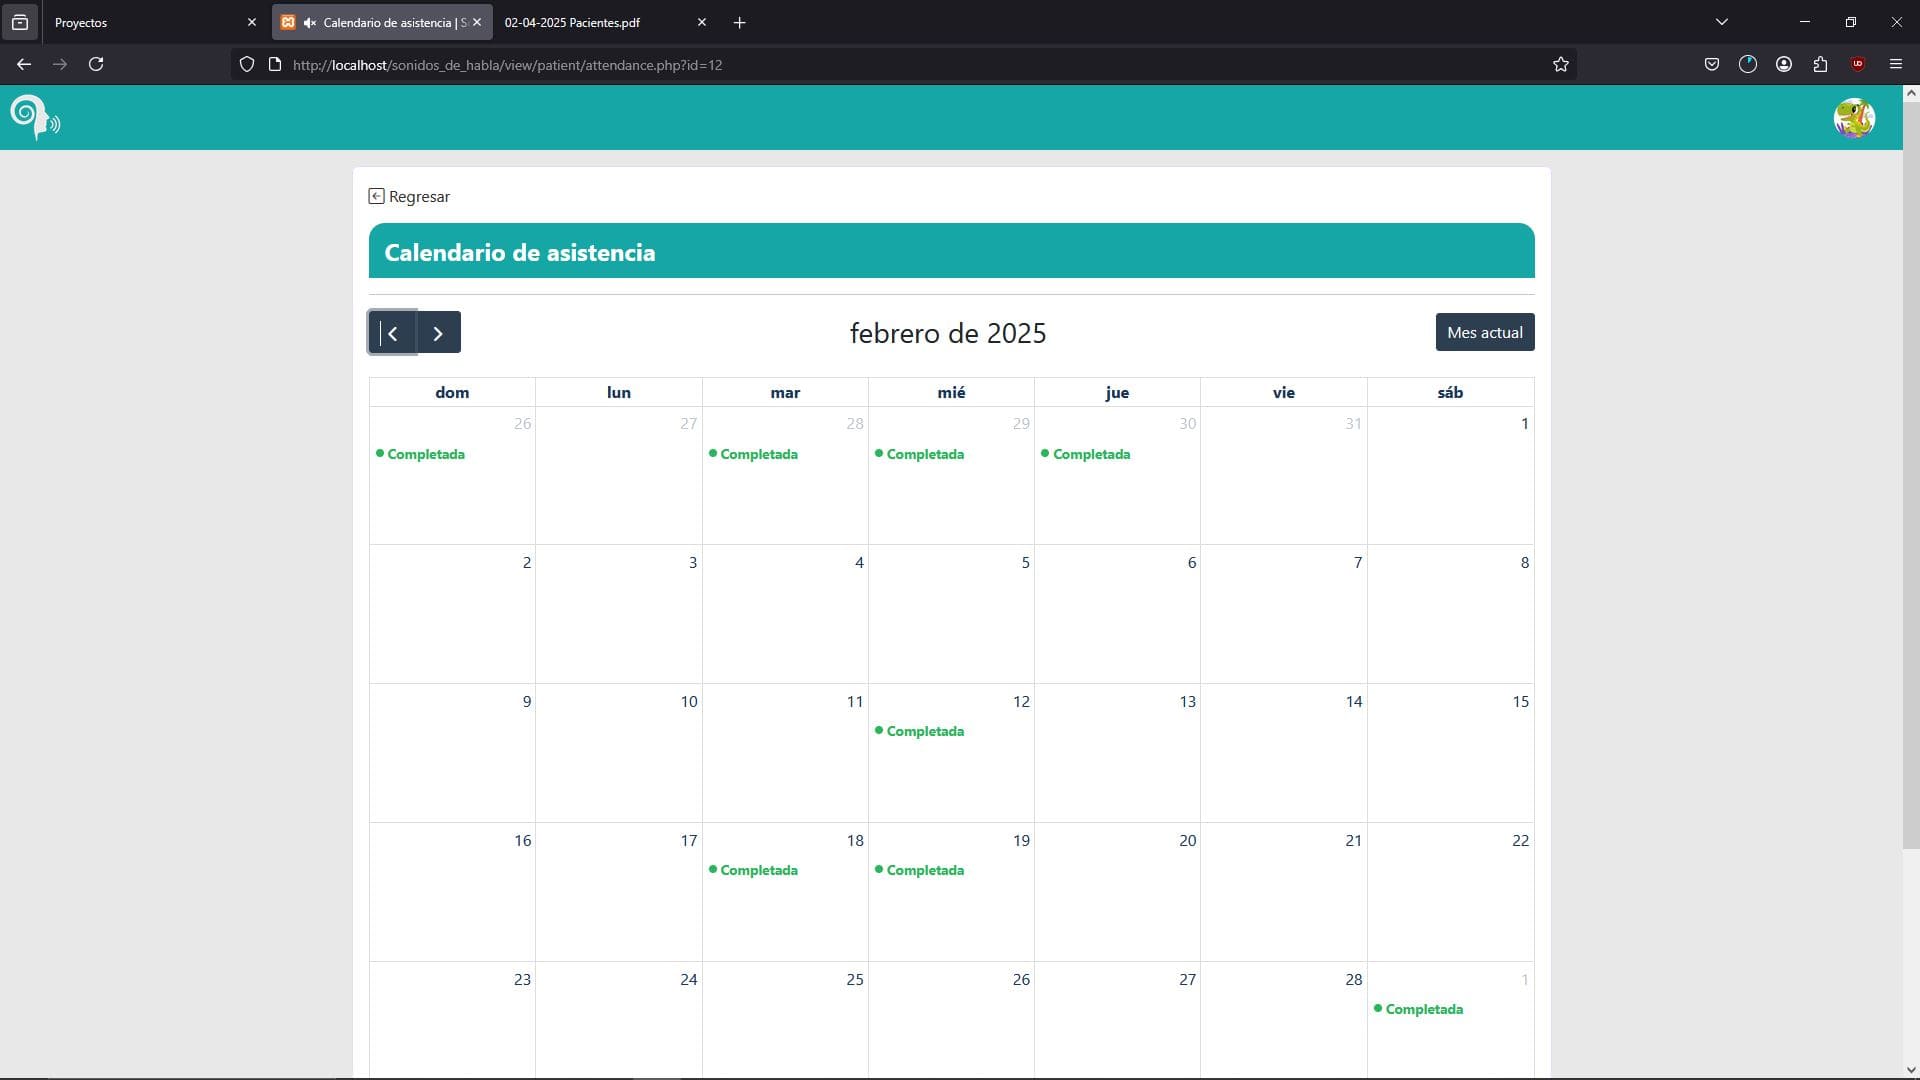 Proyectos
Calendario de asistencia | S
02-04-2025 Pacientes.pdf
http://localhost/sonidos_de_habla/view/patient/attendance.php?id=12
Regresar
Calendario de asistencia
febrero de 2025
Mes actual
dom lun mar mié jue vie sáb
26 27 28 29 30 31 1
Completada Completada Completada Completada
2 3 4 5 6 7 8
9 10 11 12 13 14 15
Completada
16 17 18 19 20 21 22
Completada Completada
23 24 25 26 27 28 1
Completada